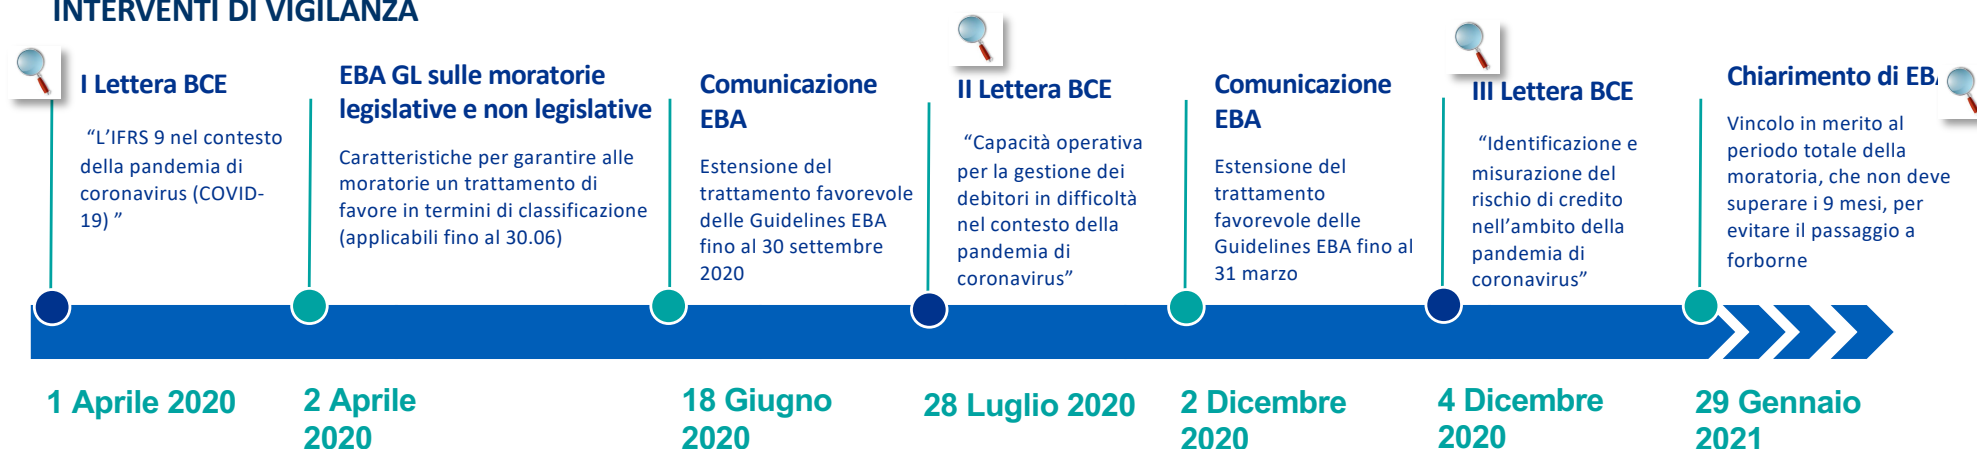 INTERVENTI DI VIGILANZA
I Lettera BCE
“L’IFRS 9 nel contesto
della pandemia di
coronavirus (COVID-
19) ”
EBA GL sulle moratorie
legislative e non legislative
Caratteristiche per garantire alle
moratorie un trattamento di
favore in termini di classificazione
(applicabili fino al 30.06)
Comunicazione
EBA
Estensione del
trattamento favorevole
delle Guidelines EBA
fino al 30 settembre
2020
II Lettera BCE
“Capacità operativa
per la gestione dei
debitori in difficoltà
nel contesto della
pandemia di
coronavirus”
Comunicazione
EBA
Estensione del
trattamento
favorevole delle
Guidelines EBA fino al
31 marzo
III Lettera BCE
“Identificazione e
misurazione del
rischio di credito
nell’ambito della
pandemia di
coronavirus”
Chiarimento di EBA
Vincolo in merito al
periodo totale della
moratoria, che non deve
superare i 9 mesi, per
evitare il passaggio a
forborne
1 Aprile 2020
2 Aprile
2020
18 Giugno
2020
28 Luglio 2020
2 Dicembre
2020
4 Dicembre
2020
29 Gennaio
2021